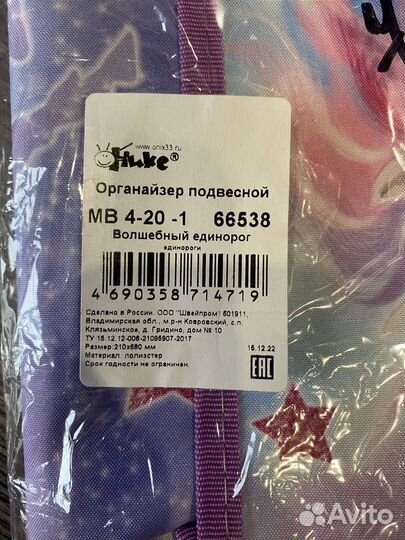 www.onix33.ru
Оникс®
Органайзер подвесной
МВ 4-20 -1 66538
Волшебный единорог
единороги
4 690358 714719
Сделано в России. ООО "Швейпром" 601911,
Владимирская обл., м.р-н Ковровский, с.п.
Клязьминское, д. Гридино, дом № 10
ТУ 15.12.12-006-21095907-2017
Размер:210х680 мм 15.12.22
Материал: полиэстер
Срок годности не ограничен.
EAC
Avito